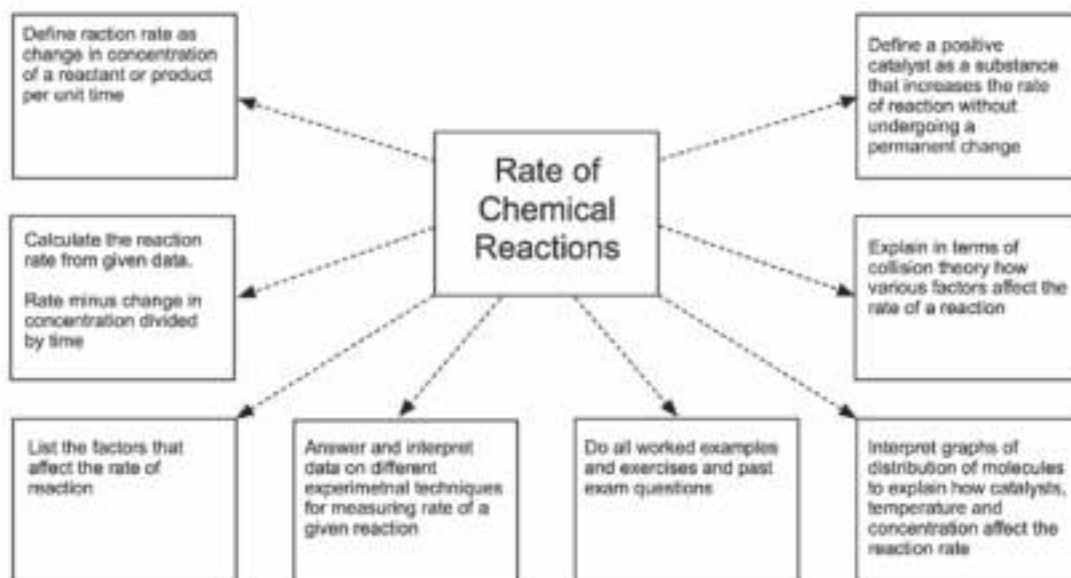 Define raction rate as
change in concentration
of a reactant or product
per unit time
Define a positive
catalyst as a substance
that increases the rate
of reaction without
undergoing a
permanent change
Rate of
Chemical
Reactions
Calculate the reaction
rate from given data.
Rate minus change in
concentration divided
by time
Explain in terms of
collision theory how
various factors affect the
rate of a reaction
List the factors that
affect the rate of
reaction
Answer and interpret
data on different
experimetnal techniques
for measuring rate of a
given reaction
Do all worked examples
and exercises and past
exam questions
Interpret graphs of
distribution of molecules
to explain how catalysts,
temperature and
concentration affect the
reaction rate